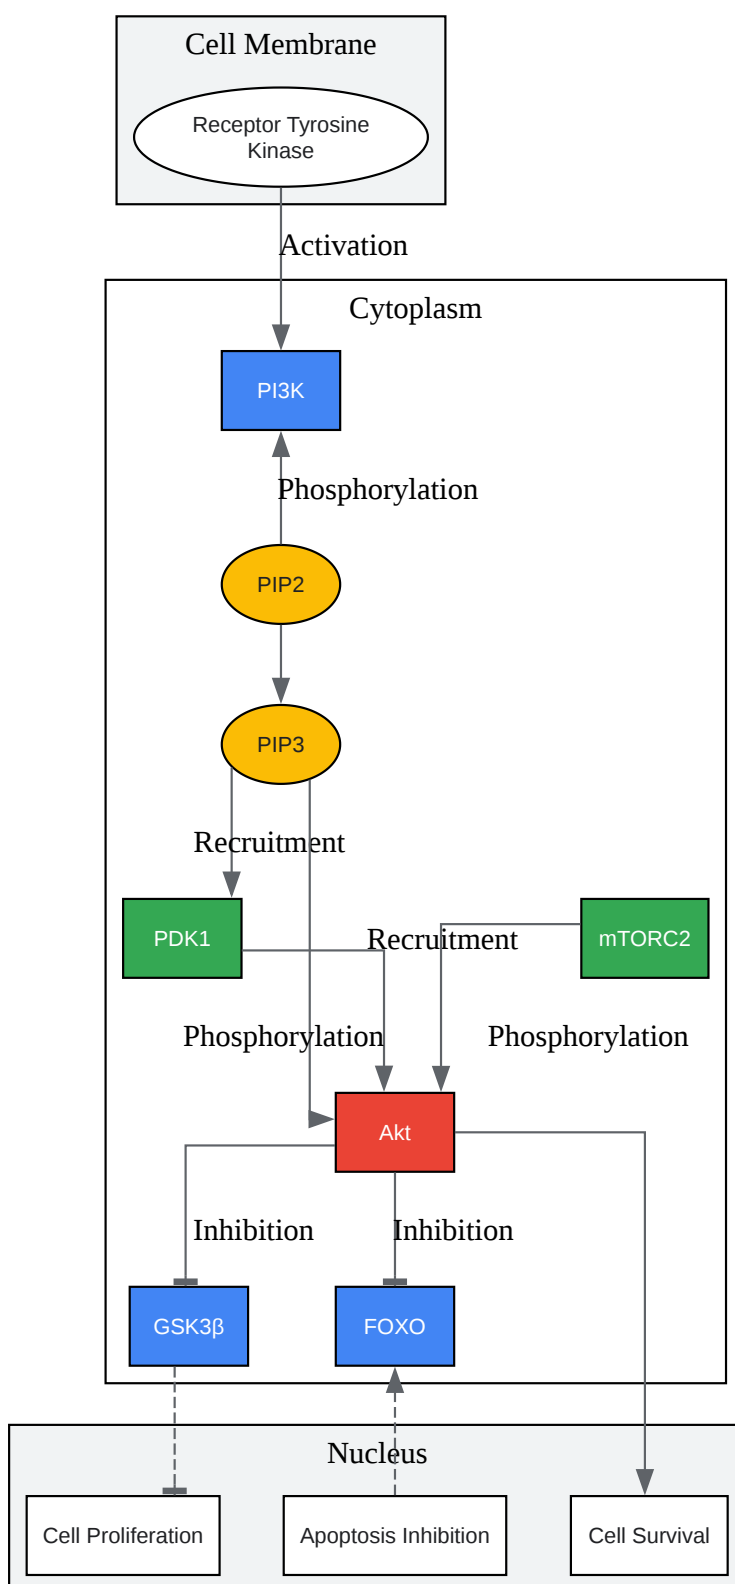 Cell Membrane
Receptor Tyrosine
Kinase
Activation
Cytoplasm
PI3K
Phosphorylation
PIP2
PIP3
Recruitment
PDK1
Recruitment
mTORC2
Phosphorylation
Phosphorylation
Akt
Inhibition
Inhibition
GSK3β
FOXO
Nucleus
Cell Proliferation
Apoptosis Inhibition
Cell Survival